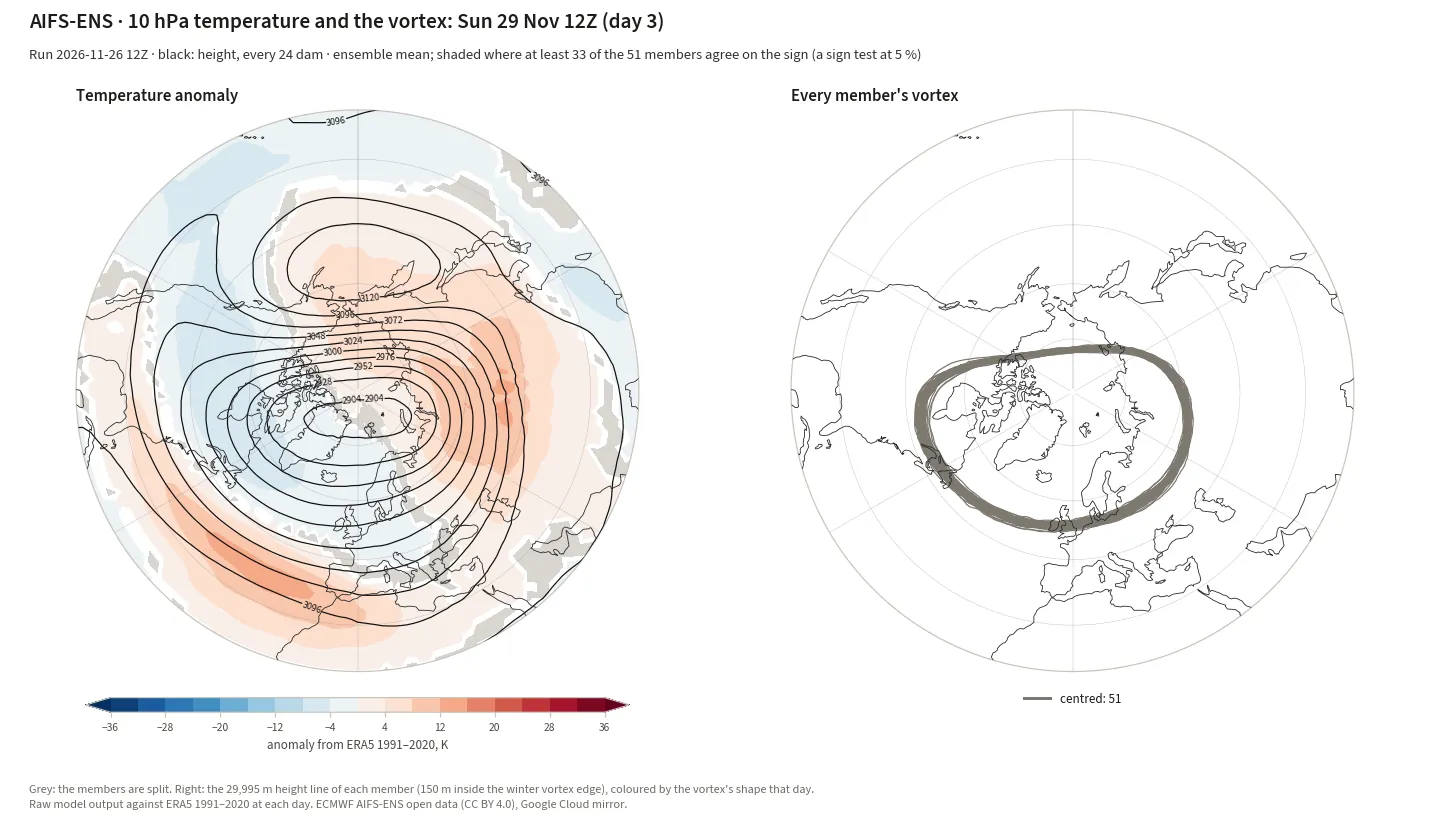 AIFS-ENS · 10 hPa temperature and the vortex: Sun 29 Nov 12Z (day 3)
Run 2026-11-26 12Z · black: height, every 24 dam · ensemble mean; shaded where at least 33 of the 51 members agree on the sign (a sign test at 5 %)
Temperature anomaly
Every member's vortex
3096
3096
3120
3096
3072
3048
3024
3000
2976
2952
2904 2904
3096
centred: 51
−36 −28 −20 −12 −4 4 12 20 28 36
anomaly from ERA5 1991–2020, K
Grey: the members are split. Right: the 29,995 m height line of each member (150 m inside the winter vortex edge), coloured by the vortex's shape that day.
Raw model output against ERA5 1991–2020 at each day. ECMWF AIFS-ENS open data (CC BY 4.0), Google Cloud mirror.